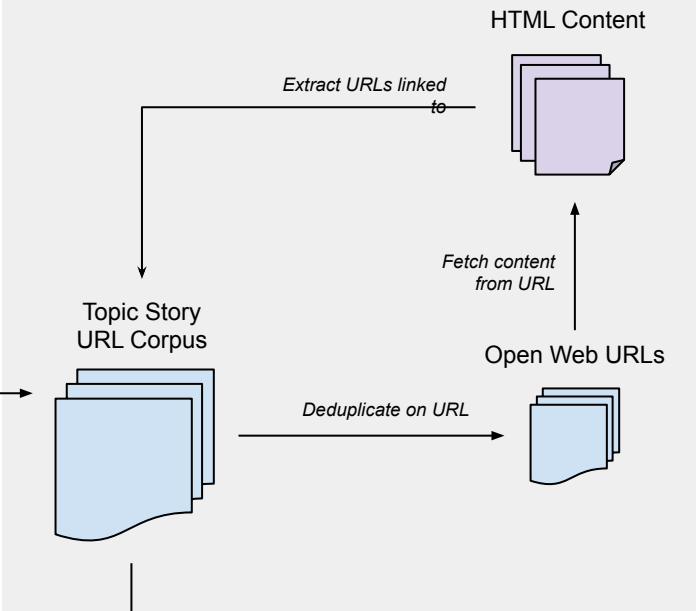 HTML Content
Extract URLs linked
to
Fetch content
from URL
Topic Story
URL Corpus
Open Web URLs
Deduplicate on URL